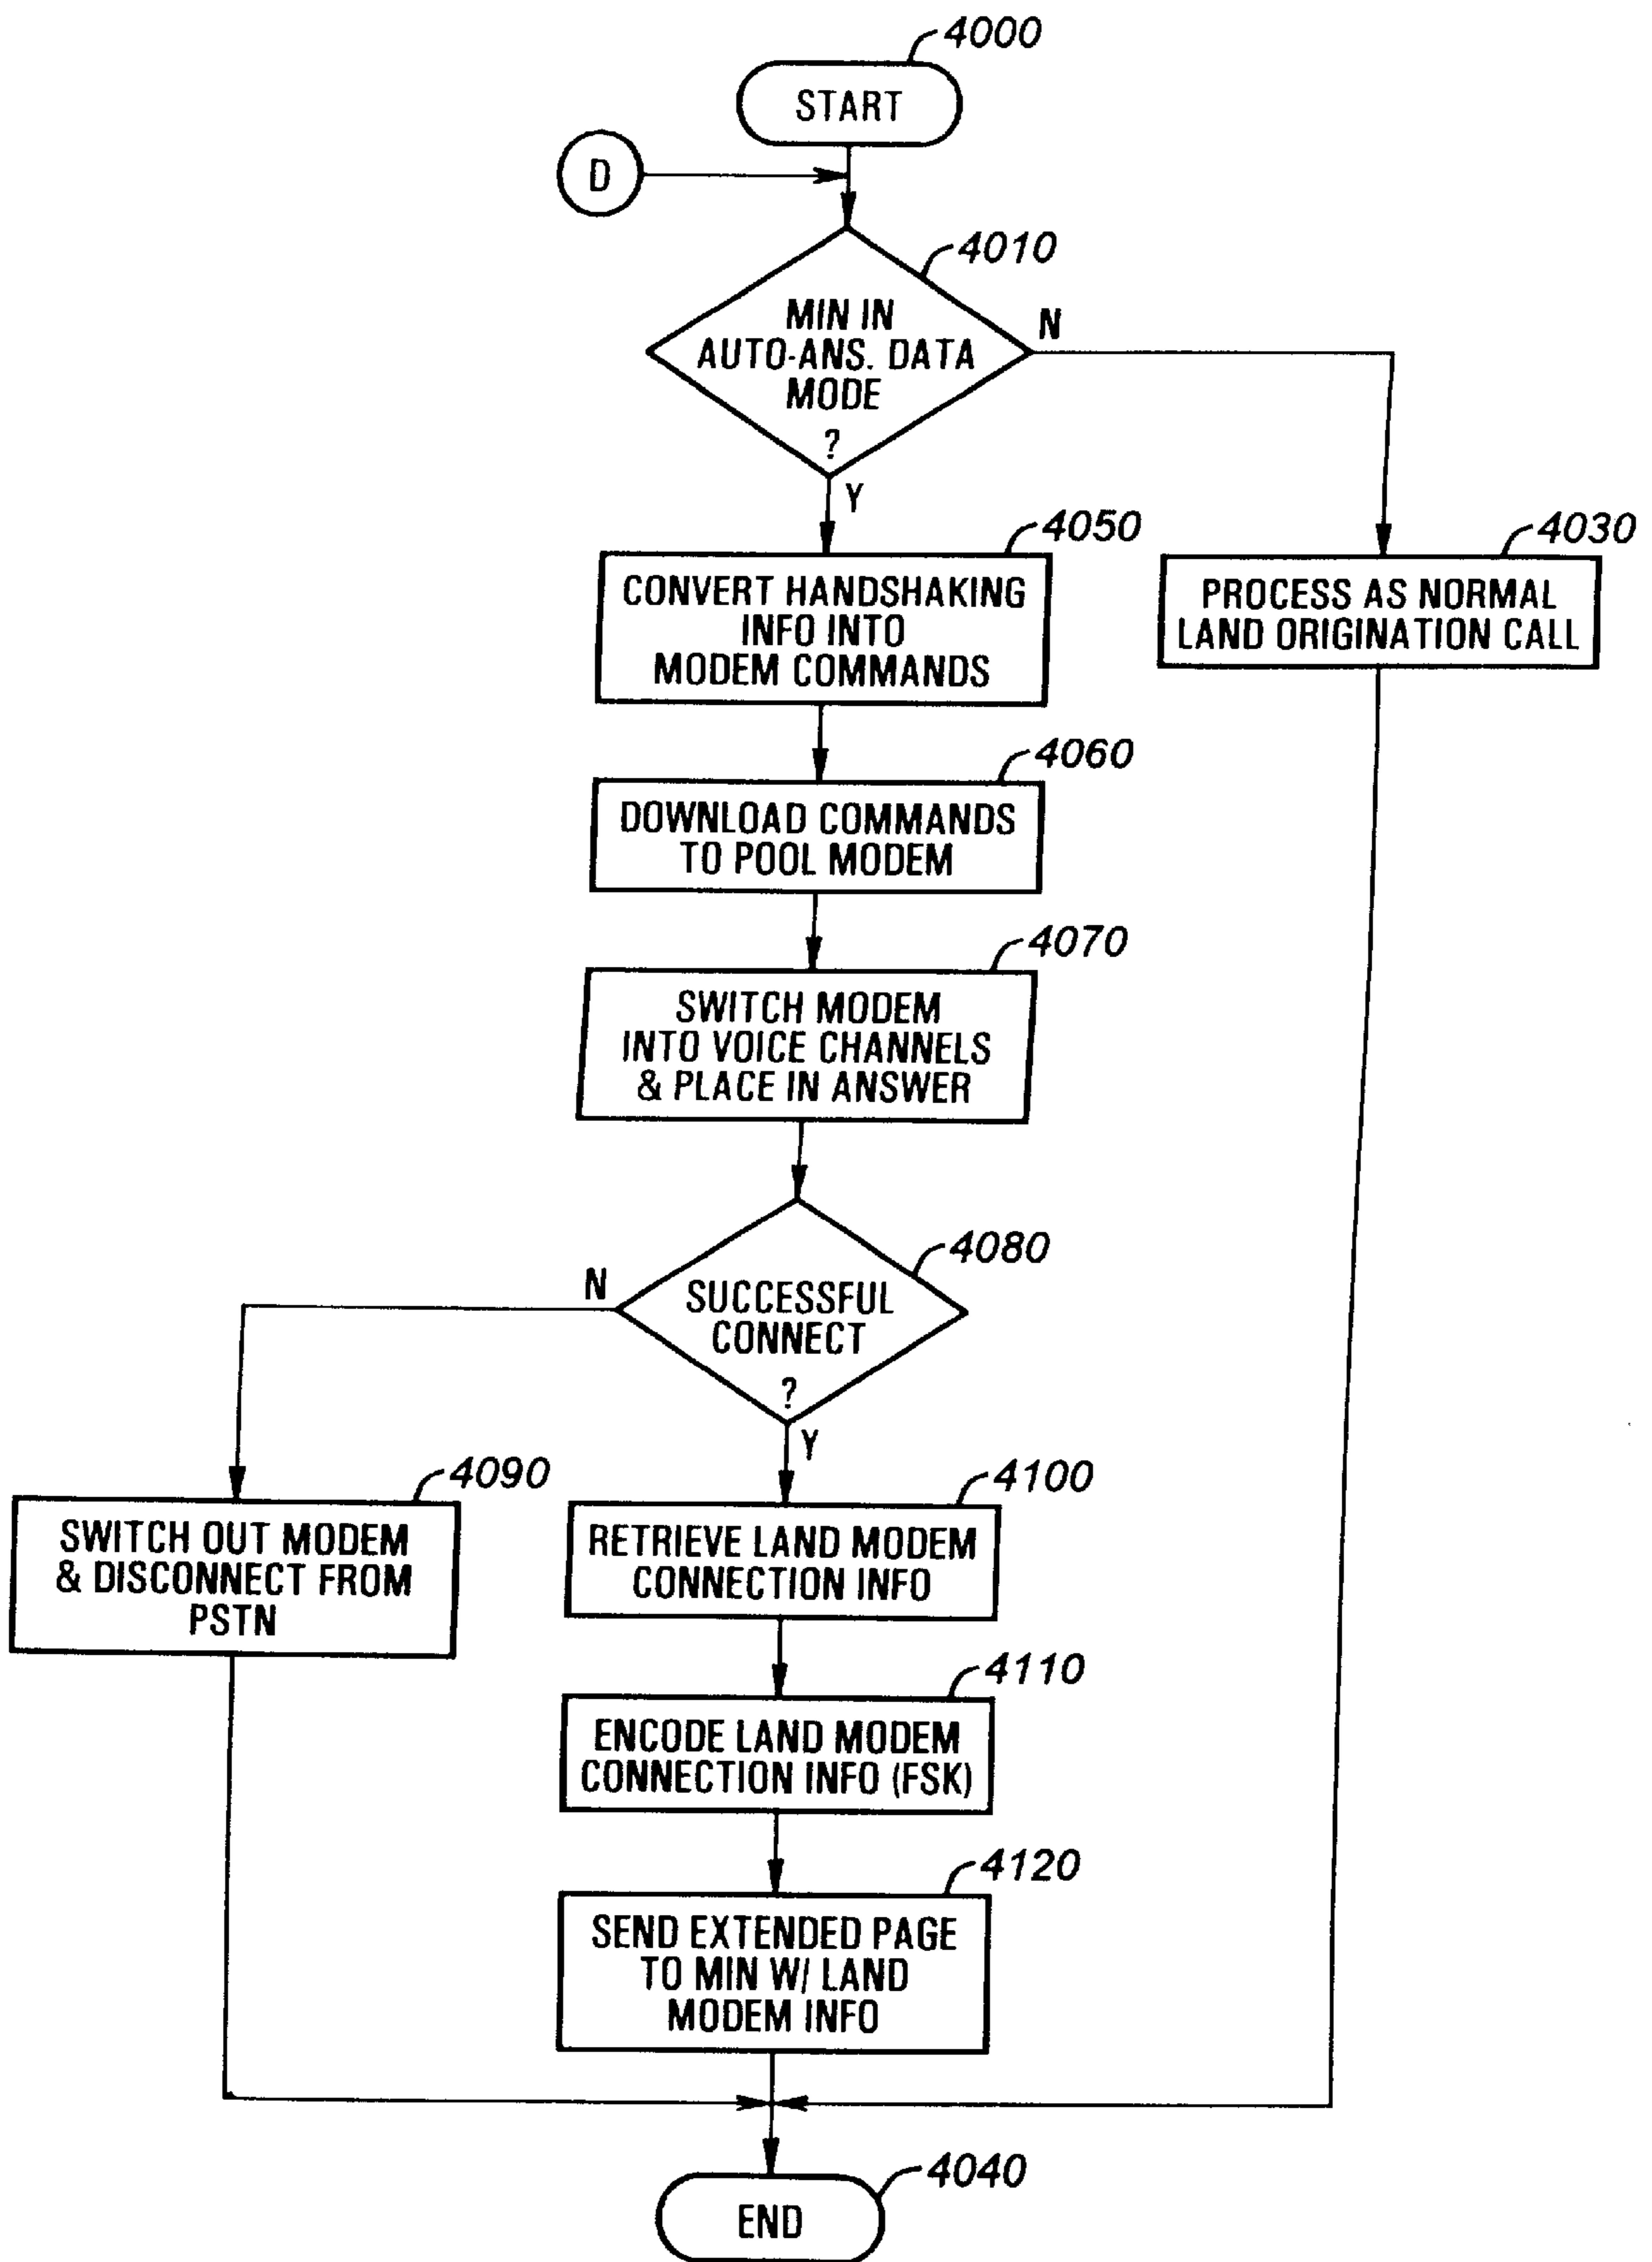 4000
START
D
4010
MIN IN
AUTO-ANS. DATA
MODE
?
N
Y
4050
CONVERT HANDSHAKING
INFO INTO
MODEM COMMANDS
4030
PROCESS AS NORMAL
LAND ORIGINATION CALL
4060
DOWNLOAD COMMANDS
TO POOL MODEM
4070
SWITCH MODEM
INTO VOICE CHANNELS
& PLACE IN ANSWER
4080
SUCCESSFUL
CONNECT
?
N
Y
4090
SWITCH OUT MODEM
& DISCONNECT FROM
PSTN
4100
RETRIEVE LAND MODEM
CONNECTION INFO
4110
ENCODE LAND MODEM
CONNECTION INFO (FSK)
4120
SEND EXTENDED PAGE
TO MIN W/ LAND
MODEM INFO
4040
END